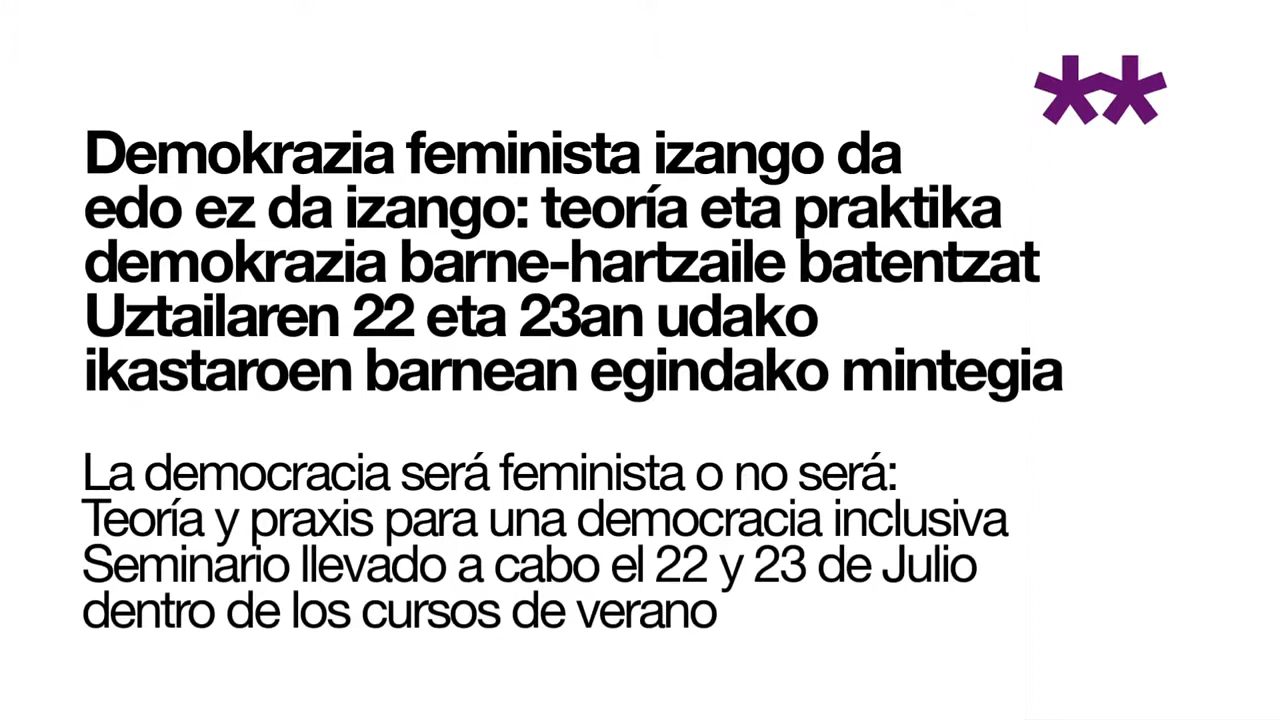 Demokrazia feminista izango da
edo ez da izango: teoría eta praktika
demokrazia barne-hartzaile batentzat
Uztailaren 22 eta 23an udako
ikastaroen barnean egindako mintegia
La democracia será feminista o no será:
Teoría y praxis para una democracia inclusiva
Seminario llevado a cabo el 22 y 23 de Julio
dentro de los cursos de verano